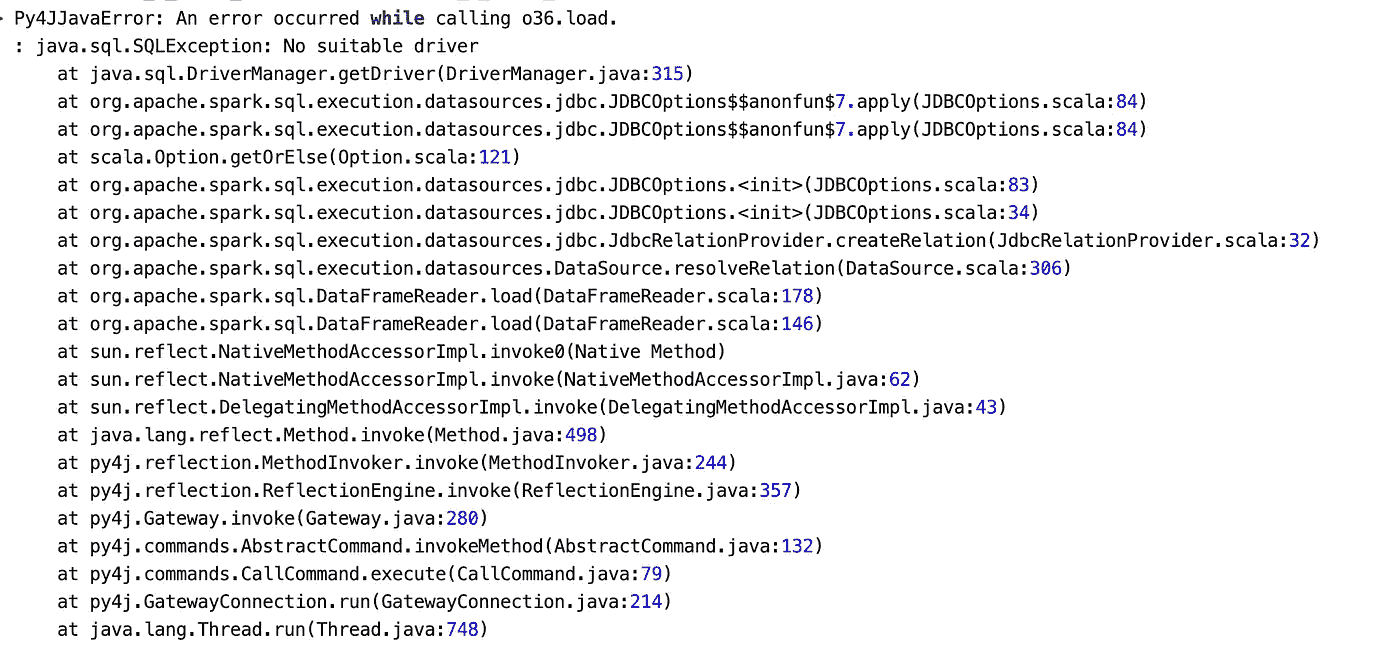 Py4JJavaError: An error occurred while calling o36.load.
: java.sql.SQLException: No suitable driver
at java.sql.DriverManager.getDriver(DriverManager.java:315)
at org.apache.spark.sql.execution.datasources.jdbc.JDBCOptions$$anonfun$7.apply(JDBCOptions.scala:84)
at org.apache.spark.sql.execution.datasources.jdbc.JDBCOptions$$anonfun$7.apply(JDBCOptions.scala:84)
at scala.Option.getOrElse(Option.scala:121)
at org.apache.spark.sql.execution.datasources.jdbc.JDBCOptions.<init>(JDBCOptions.scala:83)
at org.apache.spark.sql.execution.datasources.jdbc.JDBCOptions.<init>(JDBCOptions.scala:34)
at org.apache.spark.sql.execution.datasources.jdbc.JdbcRelationProvider.createRelation(JdbcRelationProvider.scala:32)
at org.apache.spark.sql.execution.datasources.DataSource.resolveRelation(DataSource.scala:306)
at org.apache.spark.sql.DataFrameReader.load(DataFrameReader.scala:178)
at org.apache.spark.sql.DataFrameReader.load(DataFrameReader.scala:146)
at sun.reflect.NativeMethodAccessorImpl.invoke0(Native Method)
at sun.reflect.NativeMethodAccessorImpl.invoke(NativeMethodAccessorImpl.java:62)
at sun.reflect.DelegatingMethodAccessorImpl.invoke(DelegatingMethodAccessorImpl.java:43)
at java.lang.reflect.Method.invoke(Method.java:498)
at py4j.reflection.MethodInvoker.invoke(MethodInvoker.java:244)
at py4j.reflection.ReflectionEngine.invoke(ReflectionEngine.java:357)
at py4j.Gateway.invoke(Gateway.java:280)
at py4j.commands.AbstractCommand.invokeMethod(AbstractCommand.java:132)
at py4j.commands.CallCommand.execute(CallCommand.java:79)
at py4j.GatewayConnection.run(GatewayConnection.java:214)
at java.lang.Thread.run(Thread.java:748)